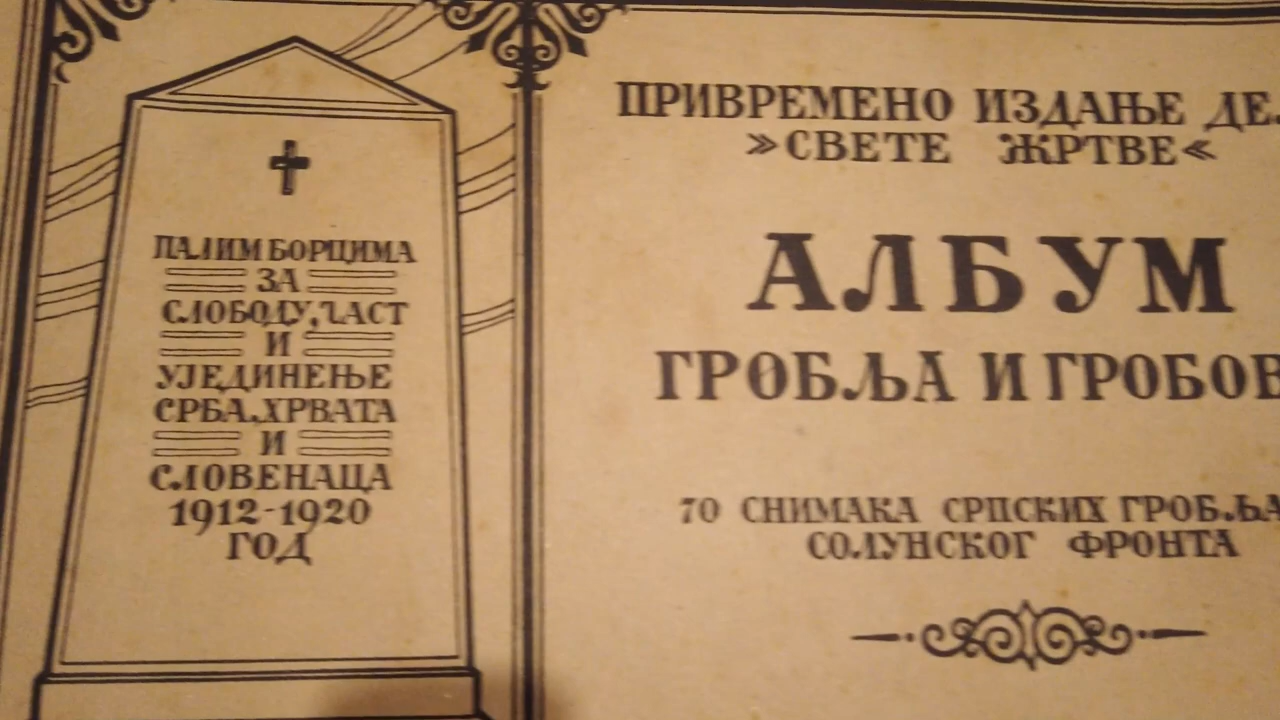 ПАЛИМ БОРЦИМА
ЗА
СЛОБОДУ, ЧАСТ
И
УЈЕДИНЕЊЕ
СРБА, ХРВАТА
И
СЛОВЕНАЦА
1912-1920
ГОД
ПРИВРЕМЕНО ИЗДАЊЕ
»СВЕТЕ ЖРТВЕ«
АЛБУМ
ГРОБЉА И
70 СНИМАКА СРПСКИХ ГРОБЉА
СОЛУНСКОГ ФРОНТА